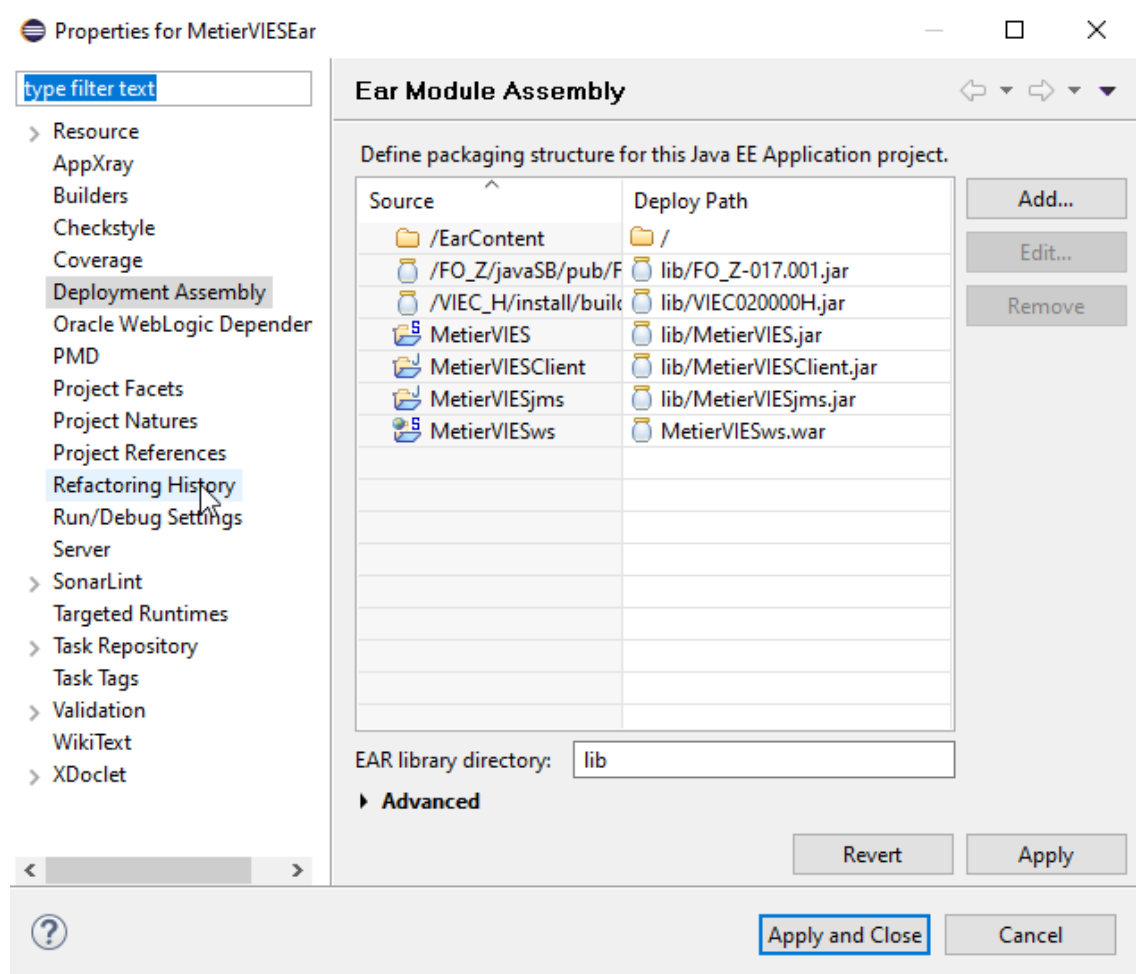 Properties for MetierVIESEar
type filter text
Resource
AppXray
Builders
Checkstyle
Coverage
Deployment Assembly
Oracle WebLogic Dependen
PMD
Project Facets
Project Natures
Project References
Refactoring History
Run/Debug Settings
Server
SonarLint
Targeted Runtimes
Task Repository
Task Tags
Validation
WikiText
XDoclet
Ear Module Assembly
Define packaging structure for this Java EE Application project.
Source Deploy Path
/EarContent /
/FO_Z/javaSB/pub/F lib/FO_Z-017.001.jar
/VIEC_H/install/build lib/VIEC020000H.jar
MetierVIES lib/MetierVIES.jar
MetierVIESClient lib/MetierVIESClient.jar
MetierVIESjms lib/MetierVIESjms.jar
MetierVIESws MetierVIESws.war
Add...
Edit...
Remove
EAR library directory: lib
Advanced
Revert Apply
Apply and Close Cancel